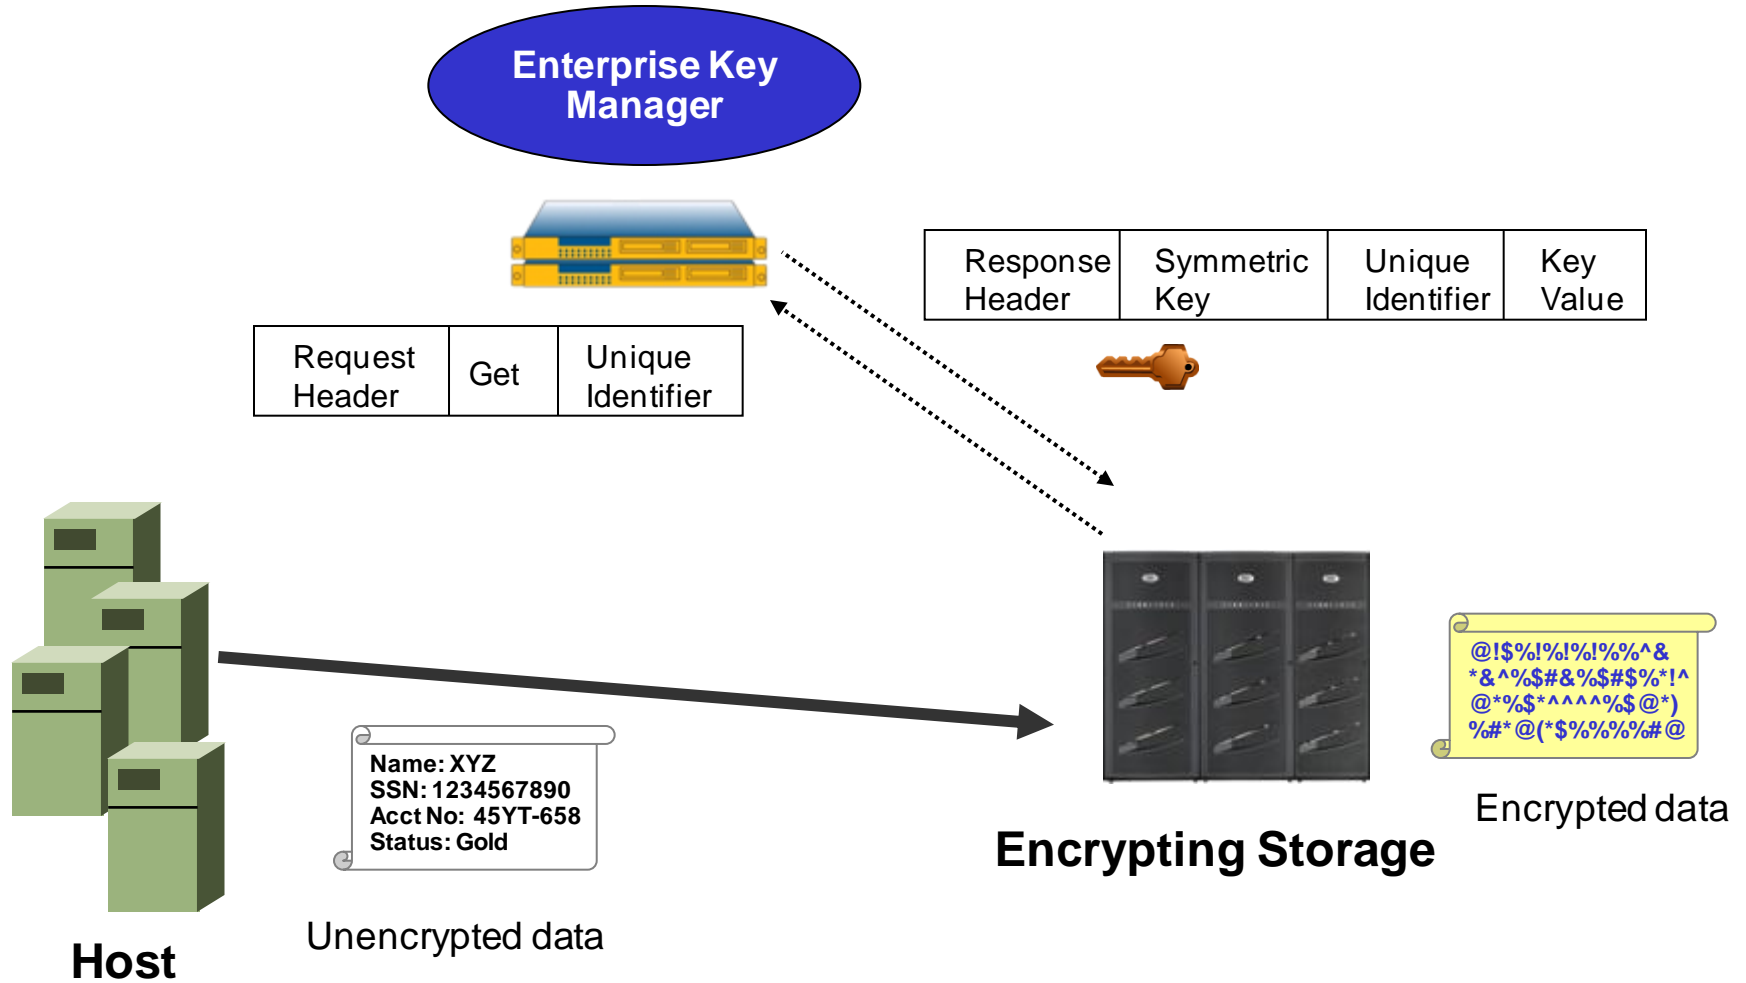 Enterprise Key
Manager
Response
Header
Symmetric
Key
Unique
Identifier
Key
Value
Request
Header
Get
Unique
Identifier
@!$%!%!%!%%^&
*&^%$#&%$#$%*!^
@*%$*^^^^%$@*)
%#*@(*$%%%%#@
Name: XYZ
SSN: 1234567890
Acct No: 45YT-658
Status: Gold
Encrypted data
Encrypting Storage
Unencrypted data
Host